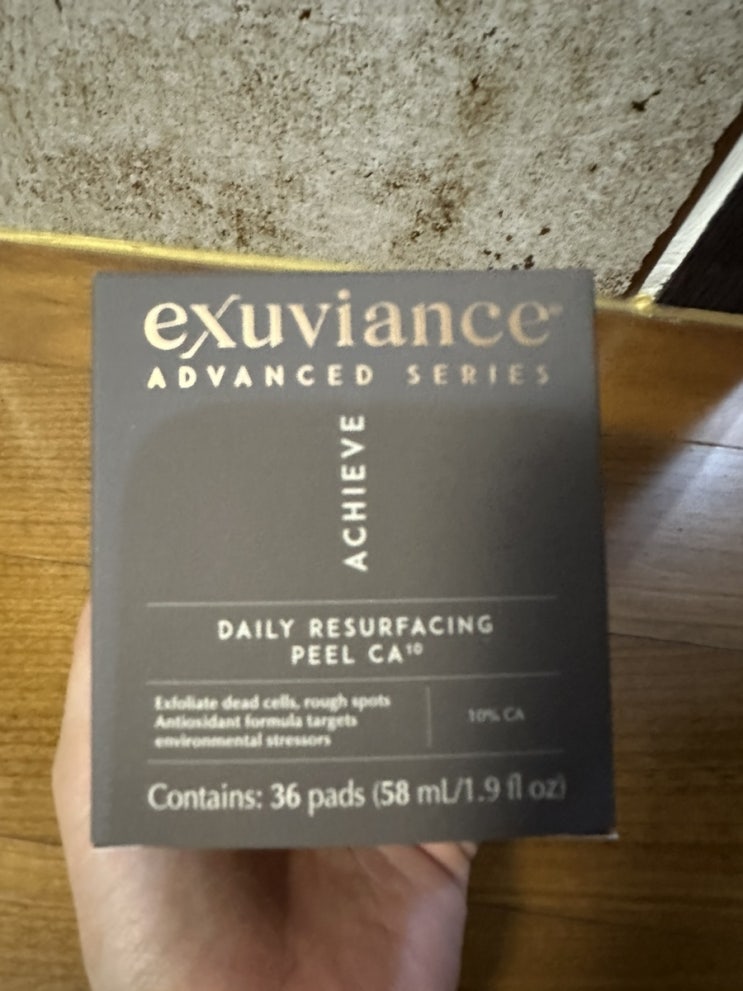 exuviance™
ADVANCED SERIES
ACHIEVE
DAILY RESURFACING
PEEL CA¹⁰
Exfoliate dead cells, rough spots
Antioxidant formula targets
environmental stressors
10% CA
Contains: 36 pads (58 mL/1.9 fl oz)